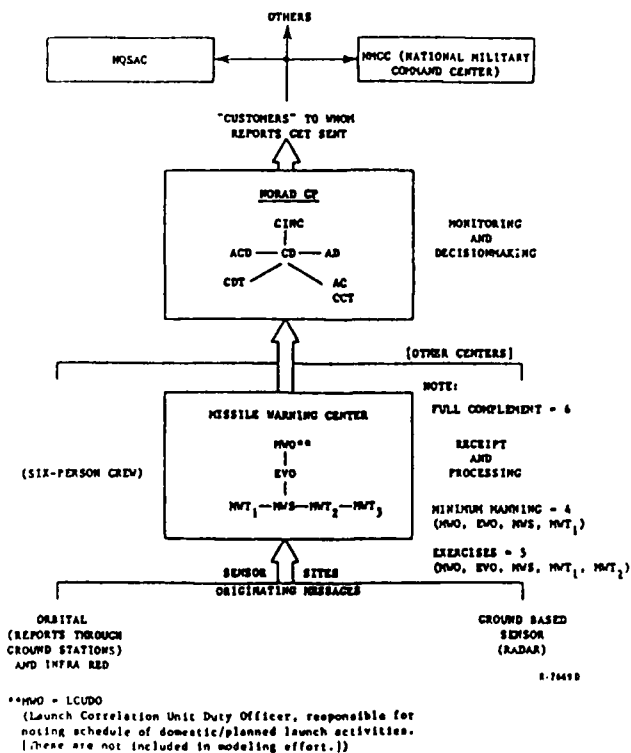 OTHERS
HQSAC
NMCC (NATIONAL MILITARY
COMMAND CENTER)
"CUSTOMERS" TO WHOM
REPORTS GET SENT
NORAD CP
CINC
ACD — CD — AD
CDT
AC
CCT
MONITORING
AND
DECISIONMAKING
[OTHER CENTERS]
NOTE:
FULL COMPLEMENT = 6
MISSILE WARNING CENTER
MWO**
EVO
MWT1—MWS—MWT2—MWT3
(SIX-PERSON CREW)
RECEIPT
AND
PROCESSING
MINIMUM MANNING = 4
(MWO, EVO, MWS, MWT1)
EXERCISES = 5
(MWO, EVO, MWS, MWT1, MWT2)
SENSOR SITES
ORIGINATING MESSAGES
ORBITAL
(REPORTS THROUGH
GROUND STATIONS)
AND INFRA RED
GROUND BASED
SENSOR
(RADAR)
R-7649D
**MWO = LCUDO
(Launch Correlation Unit Duty Officer, responsible for
noting schedule of domestic/planned launch activities.
[These are not included in modeling effort.])